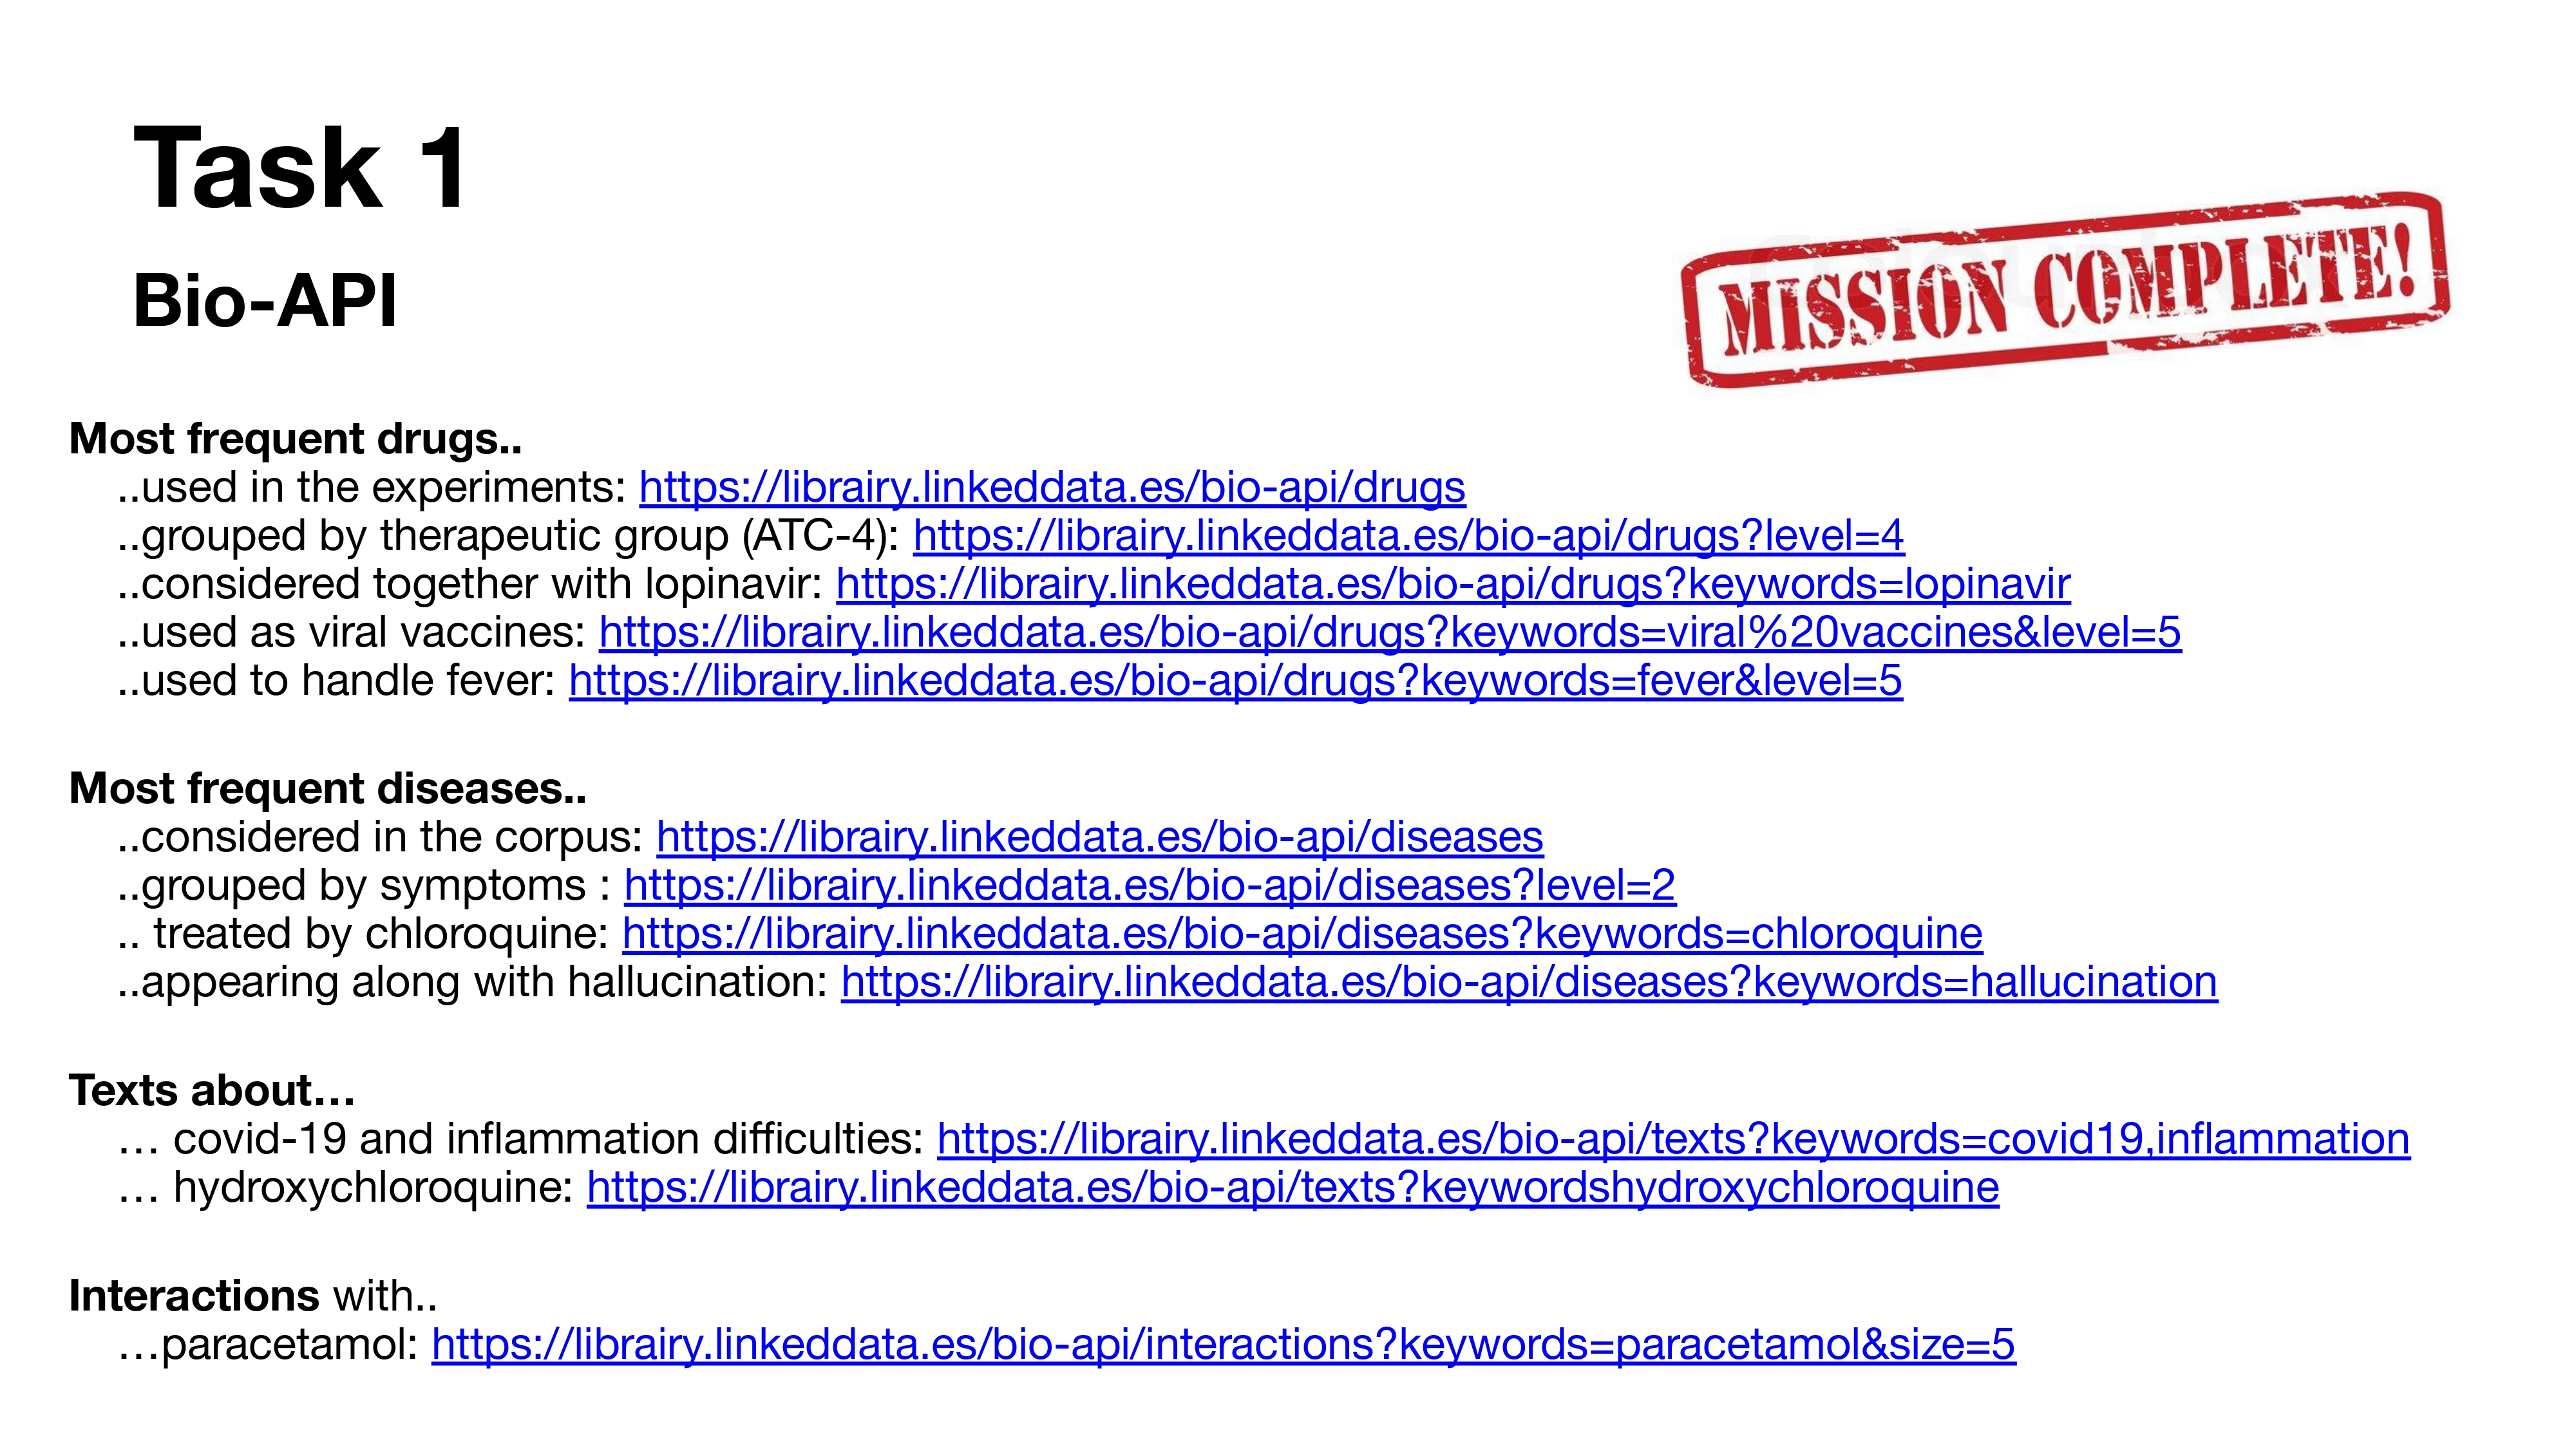 Task 1
Bio-API
MISSION COMPLETE!
Most frequent drugs..
..used in the experiments: https://librairy.linkeddata.es/bio-api/drugs
..grouped by therapeutic group (ATC-4): https://librairy.linkeddata.es/bio-api/drugs?level=4
..considered together with lopinavir: https://librairy.linkeddata.es/bio-api/drugs?keywords=lopinavir
..used as viral vaccines: https://librairy.linkeddata.es/bio-api/drugs?keywords=viral%20vaccines&level=5
..used to handle fever: https://librairy.linkeddata.es/bio-api/drugs?keywords=fever&level=5
Most frequent diseases..
..considered in the corpus: https://librairy.linkeddata.es/bio-api/diseases
..grouped by symptoms : https://librairy.linkeddata.es/bio-api/diseases?level=2
.. treated by chloroquine: https://librairy.linkeddata.es/bio-api/diseases?keywords=chloroquine
..appearing along with hallucination: https://librairy.linkeddata.es/bio-api/diseases?keywords=hallucination
Texts about…
… covid-19 and inflammation difficulties: https://librairy.linkeddata.es/bio-api/texts?keywords=covid19,inflammation
… hydroxychloroquine: https://librairy.linkeddata.es/bio-api/texts?keywordshydroxychloroquine
Interactions with..
…paracetamol: https://librairy.linkeddata.es/bio-api/interactions?keywords=paracetamol&size=5